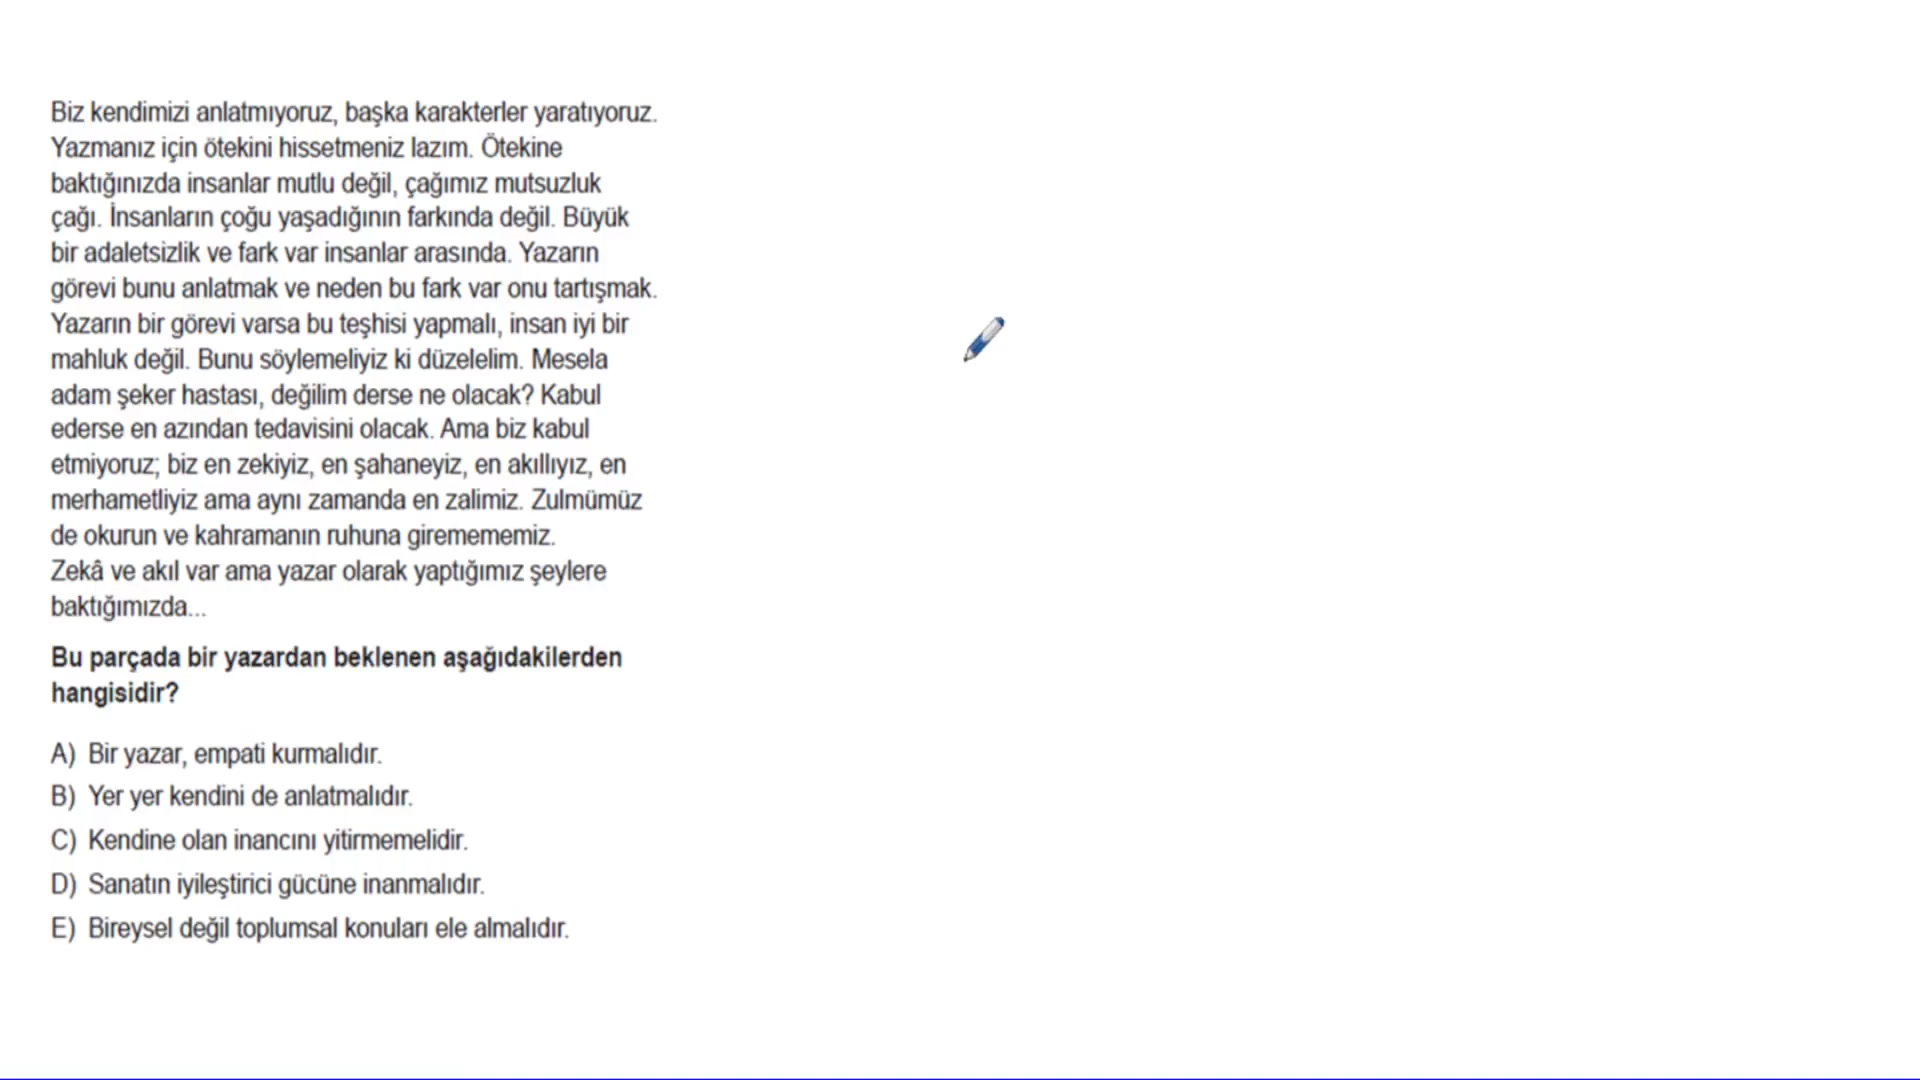 Biz kendimizi anlatmıyoruz, başka karakterler yaratıyoruz.
Yazmanız için ötekini hissetmeniz lazım. Ötekine
baktığınızda insanlar mutlu değil, çağımız mutsuzluk
çağı. İnsanların çoğu yaşadığının farkında değil. Büyük
bir adaletsizlik ve fark var insanlar arasında. Yazarın
görevi bunu anlatmak ve neden bu fark var onu tartışmak.
Yazarın bir görevi varsa bu teşhisi yapmalı, insan iyi bir
mahluk değil. Bunu söylemeliyiz ki düzelelim. Mesela
adam şeker hastası, değilim derse ne olacak? Kabul
ederse en azından tedavisini olacak. Ama biz kabul
etmiyoruz; biz en zekiyiz, en şahaneyiz, en akıllıyız, en
merhametliyiz ama aynı zamanda en zalimiz. Zulmümüz
de okurun ve kahramanın ruhuna giremememiz.
Zekâ ve akıl var ama yazar olarak yaptığımız şeylere
baktığımızda...
Bu parçada bir yazardan beklenen aşağıdakilerden
hangisidir?
A) Bir yazar, empati kurmalıdır.
B) Yer yer kendini de anlatmalıdır.
C) Kendine olan inancını yitirmemelidir.
D) Sanatın iyileştirici gücüne inanmalıdır.
E) Bireysel değil toplumsal konuları ele almalıdır.